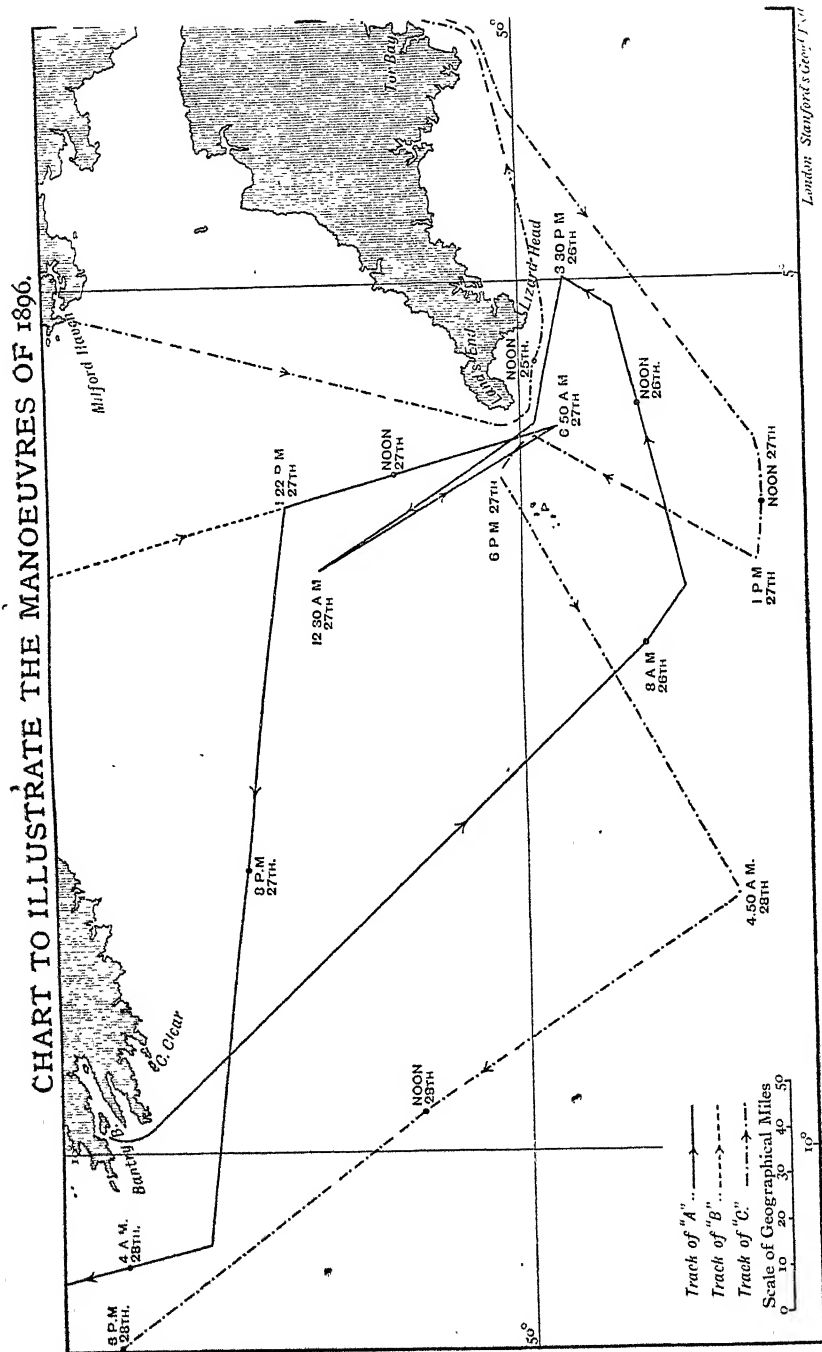 CHART TO ILLUSTRATE THE MANOEUVRES OF 1896.
Milford Haven
Tor Bay
Land's End
Lizard Head
NOON
25TH.
3 30 P M
26TH
NOON
26TH.
6 50 A M
27TH
NOON
27TH
1 22 P M
27TH
12 30 A M
27TH
6 P M 27TH
NOON 27TH
1 P M
27TH
8 A M
26TH
8 P.M
27TH.
4.50 A M.
28TH
NOON
28TH
C. Clear
Bantry B.
4 A M.
28TH.
8 P.M
28TH.
50°
5°
50°
10°
Track of "A"
Track of "B"
Track of "C."
Scale of Geographical Miles
0 10 20 30 40 50
London Stanford's Geog.